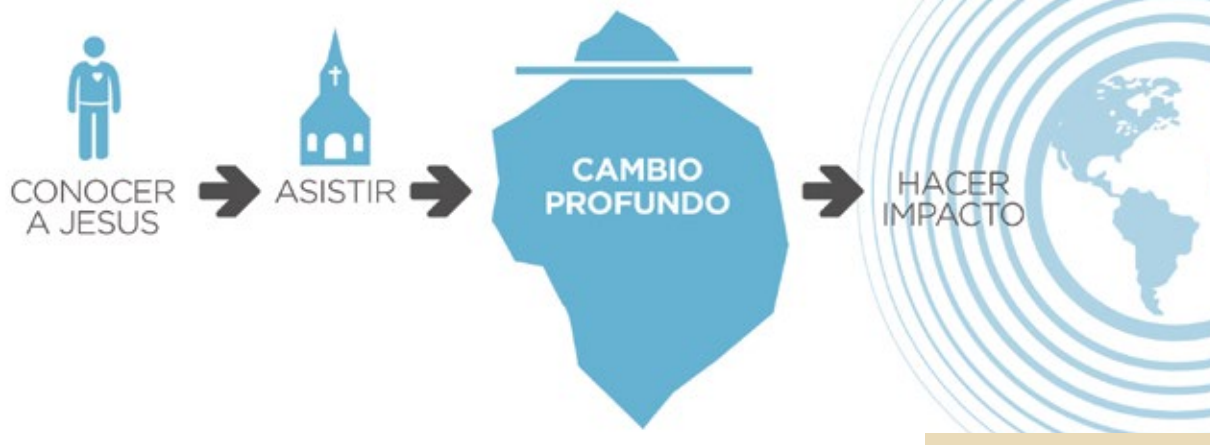 CONOCER
A JESUS
ASISTIR
CAMBIO
PROFUNDO
HACER
IMPACTO